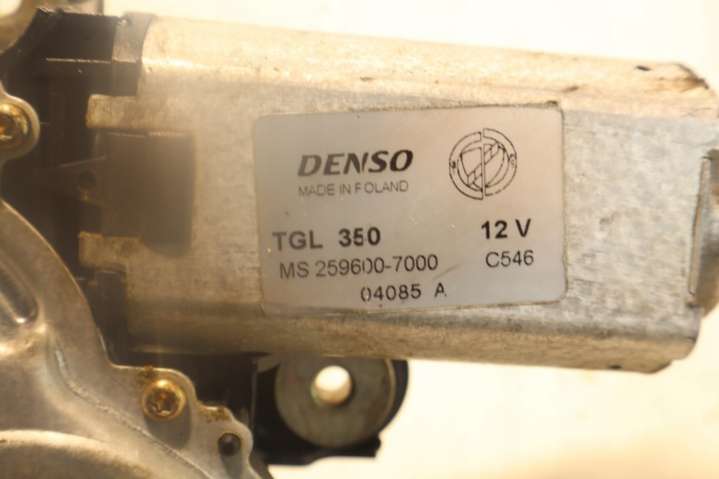 DENSO
MADE IN POLAND
TGL 350 12 V
MS 259600-7000 C546
04085 A